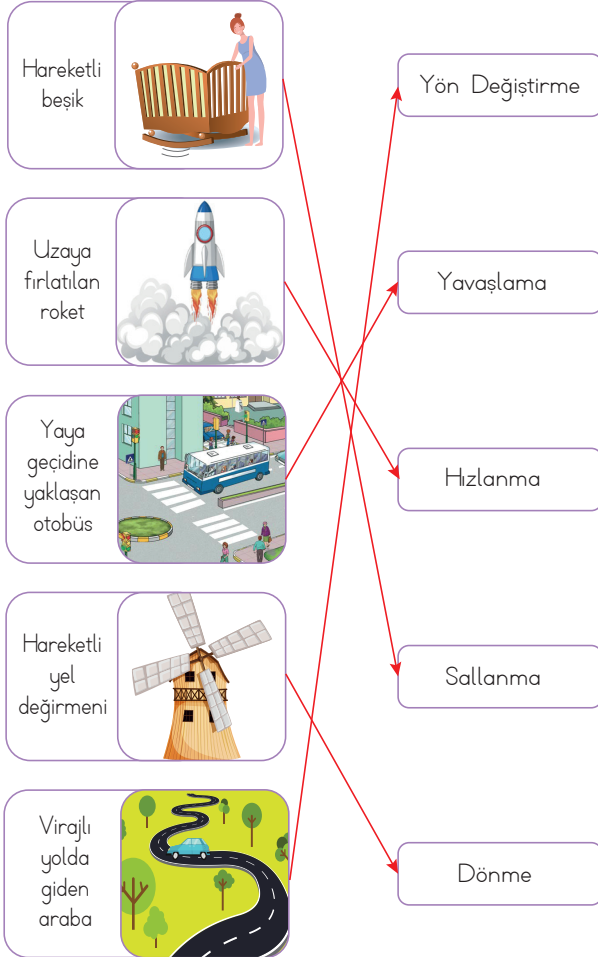 Hareketli
beşik
Yön Değiştirme
Uzaya
fırlatılan
roket
Yavaşlama
Yaya
geçidine
yaklaşan
otobüs
Hızlanma
Hareketli
yel
değirmeni
Sallanma
Virajlı
yolda
giden
araba
Dönme